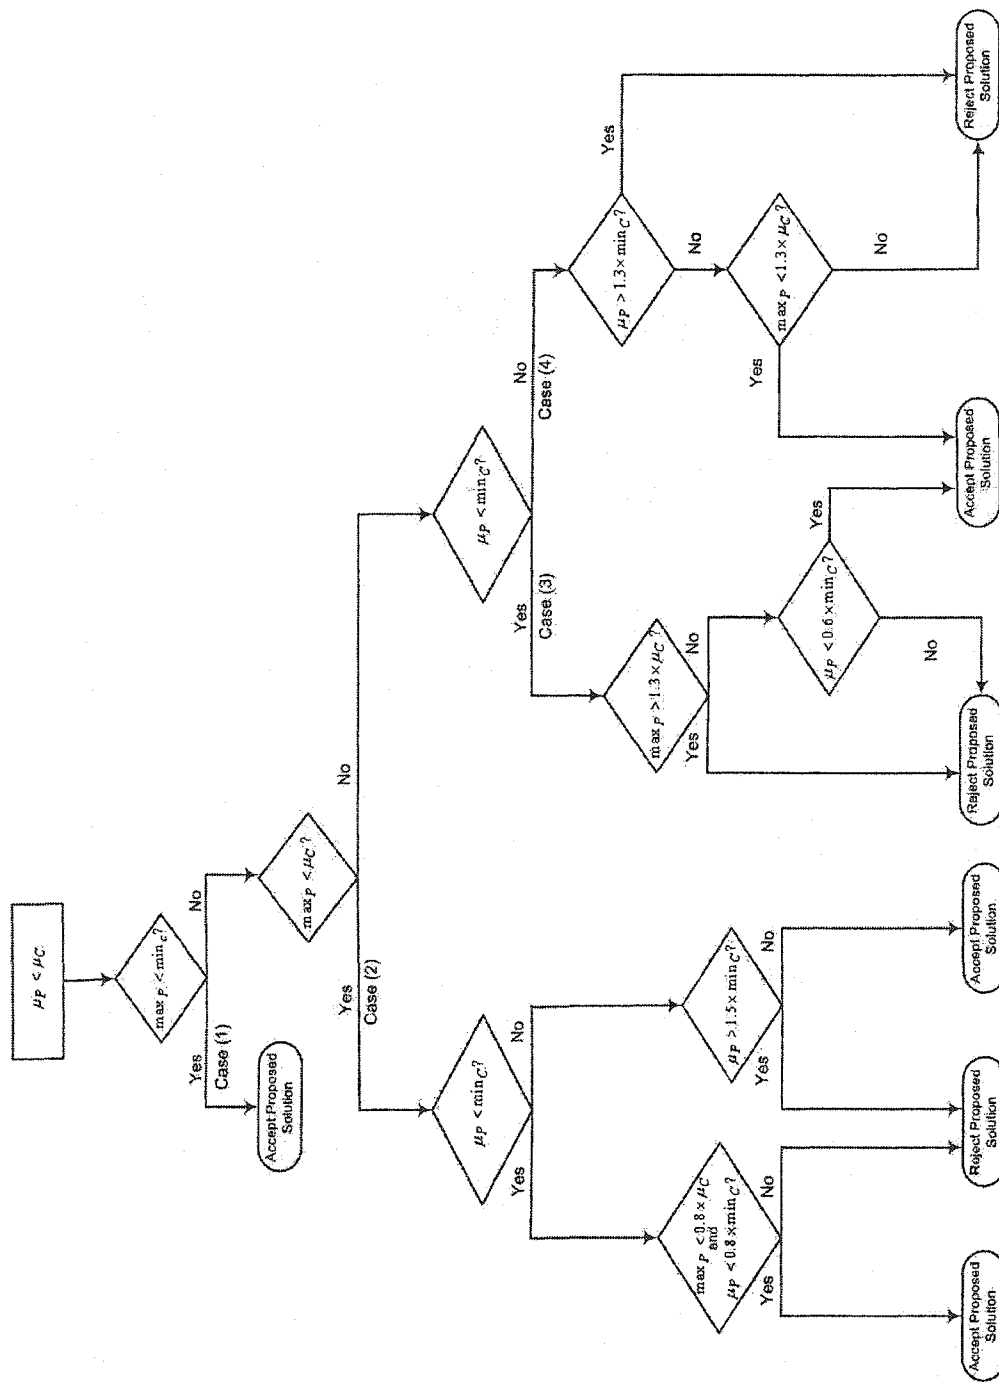 μP < μC
max P < min C?
Yes
Case (1)
No
Accept Proposed
Solution
max P < μC?
Yes
Case (2)
No
μP < min C?
Yes
No
max P < 0.8 × μC
and
μP < 0.8 × min C?
Yes
No
μP > 1.5 × min C?
Yes
No
Accept Proposed
Solution
Reject Proposed
Solution
Accept Proposed
Solution
μP < min C?
Yes
Case (3)
No
Case (4)
max P > 1.3 × μC?
Yes
No
μP < 0.6 × min C?
Yes
No
μP > 1.3 × min C?
Yes
No
max P < 1.3 × μC?
Yes
No
Reject Proposed
Solution
Accept Proposed
Solution
Reject Proposed
Solution